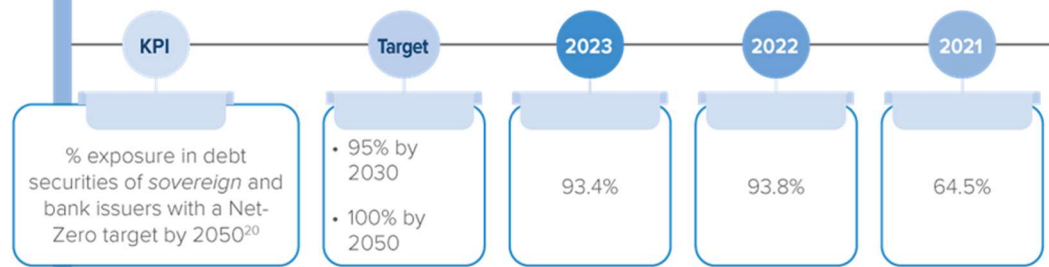 KPI
Target
2023
2022
2021
% exposure in debt
securities of sovereign and
bank issuers with a Net-
Zero target by 2050²⁰
• 95% by
2030
• 100% by
2050
93.4%
93.8%
64.5%